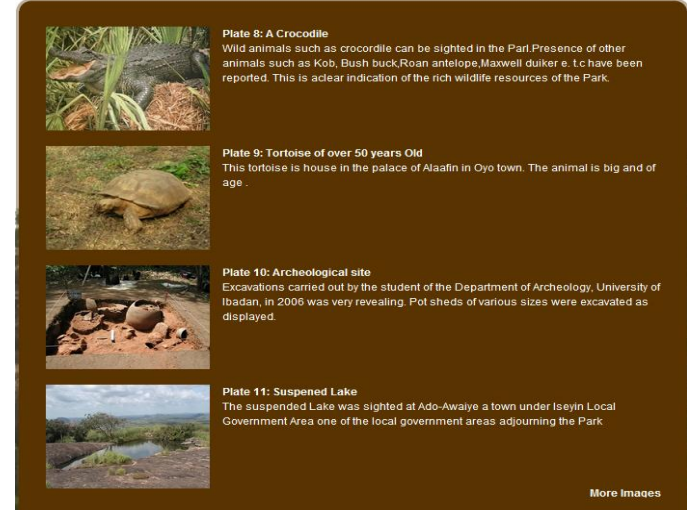 Plate 8: A Crocodile
Wild animals such as crocordile can be sighted in the Parl.Presence of other
animals such as Kob, Bush buck,Roan antelope,Maxwell duiker e. t.c have been
reported. This is aclear indication of the rich wildlife resources of the Park.
Plate 9: Tortoise of over 50 years Old
This tortoise is house in the palace of Alaafin in Oyo town. The animal is big and of
age .
Plate 10: Archeological site
Excavations carried out by the student of the Department of Archeology, University of
Ibadan, in 2006 was very revealing. Pot sheds of various sizes were excavated as
displayed.
Plate 11: Suspened Lake
The suspended Lake was sighted at Ado-Awaiye a town under Iseyin Local
Government Area one of the local government areas adjourning the Park
More Images